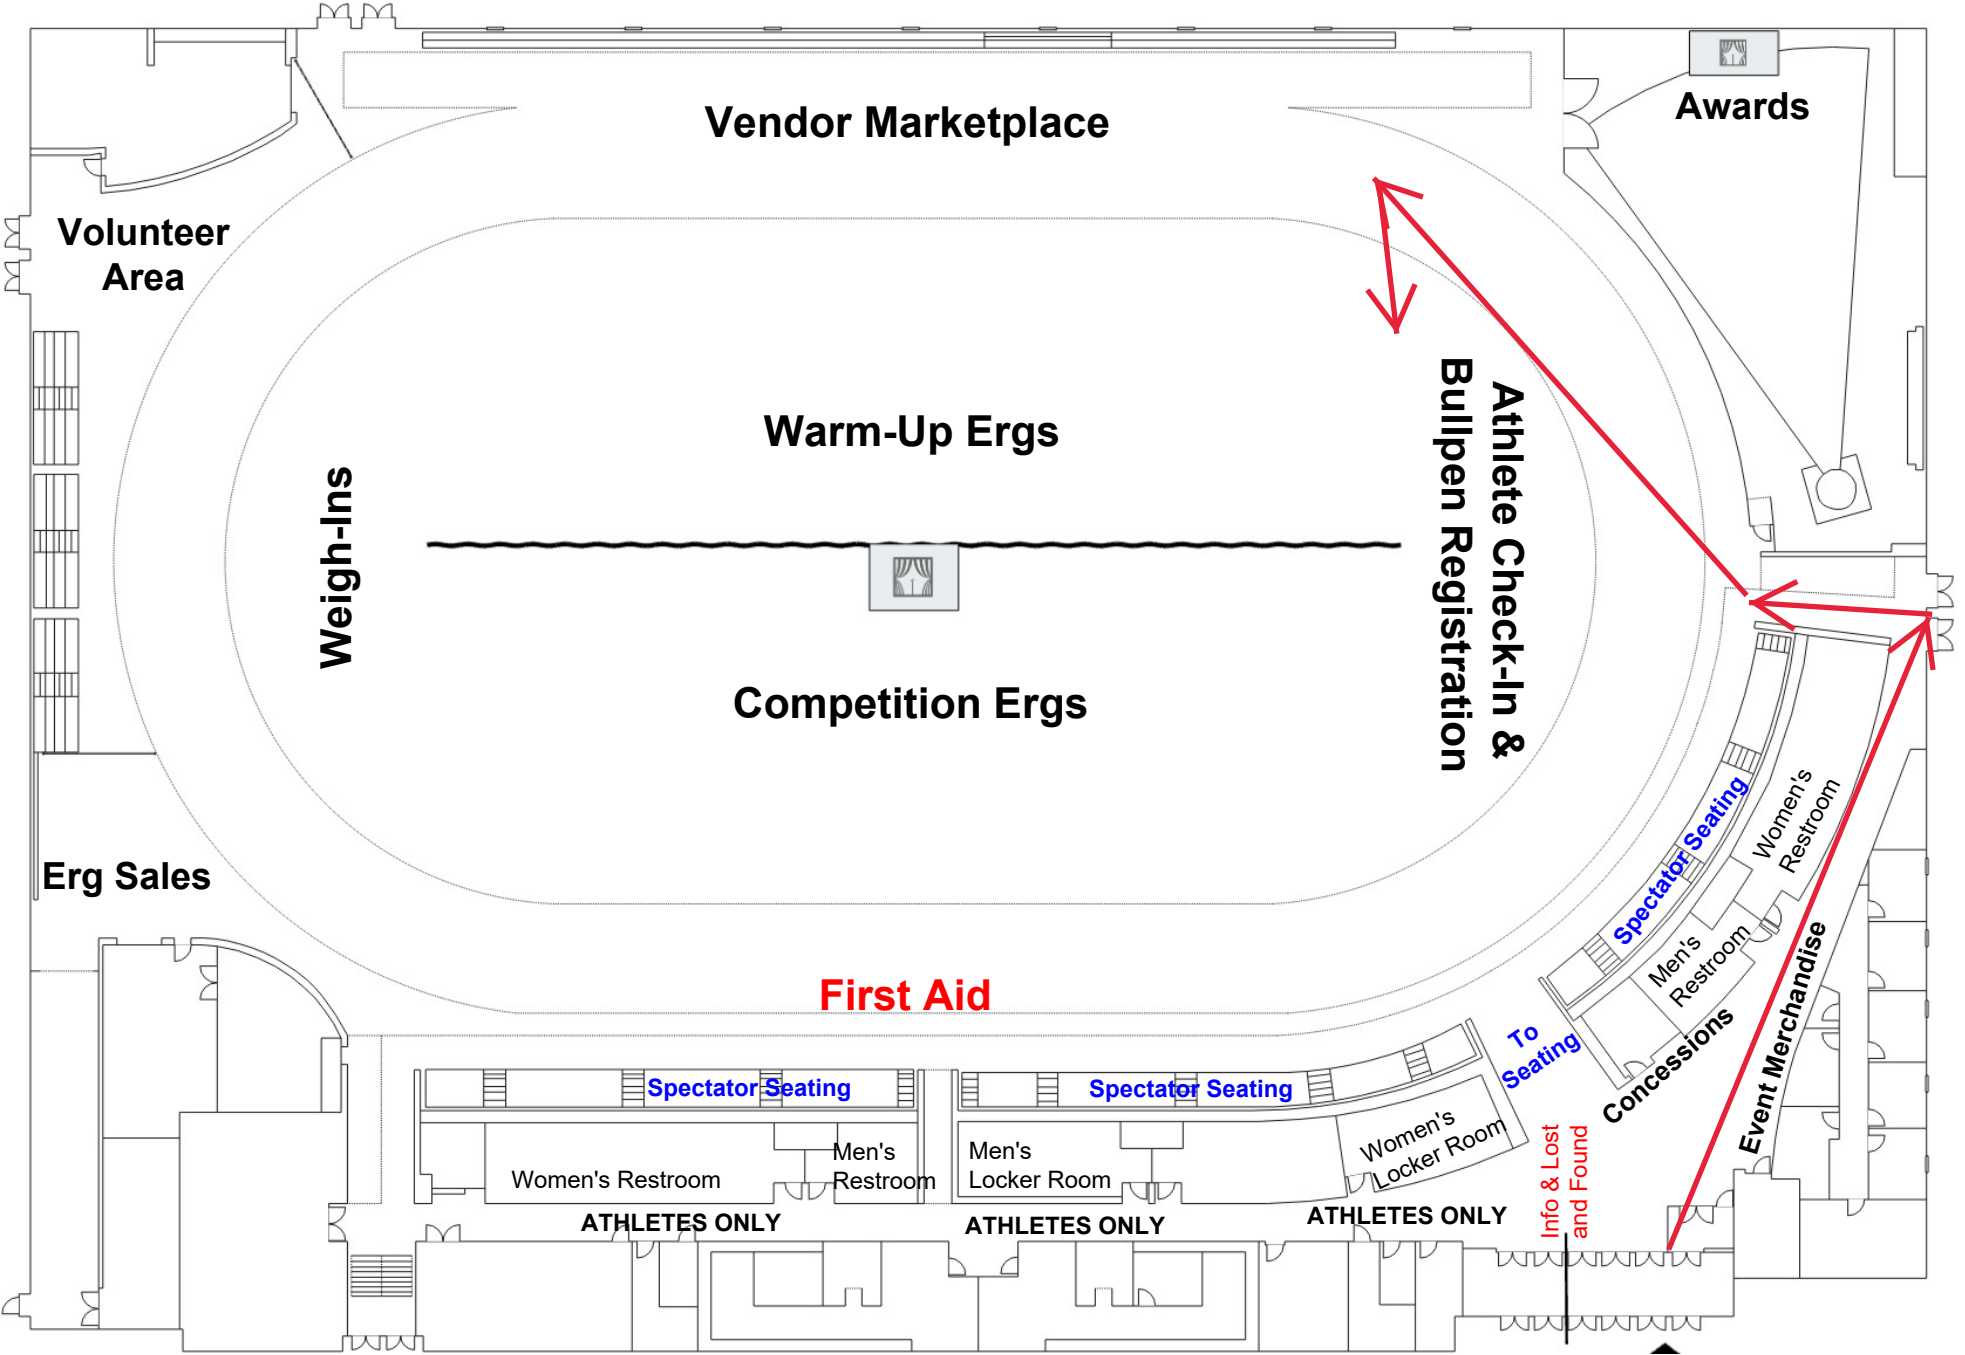 Vendor Marketplace
Awards
Volunteer
Area
Warm-Up Ergs
Athlete Check-In &
Bullpen Registration
Weigh-Ins
Competition Ergs
Women's
Restroom
Spectator Seating
Erg Sales
Men's
Restroom
Event Merchandise
First Aid
To
Seating
Concessions
Spectator Seating
Spectator Seating
Women's
Locker Room
Men's
Restroom
Men's
Locker Room
Women's Restroom
Info & Lost
and Found
ATHLETES ONLY
ATHLETES ONLY
ATHLETES ONLY